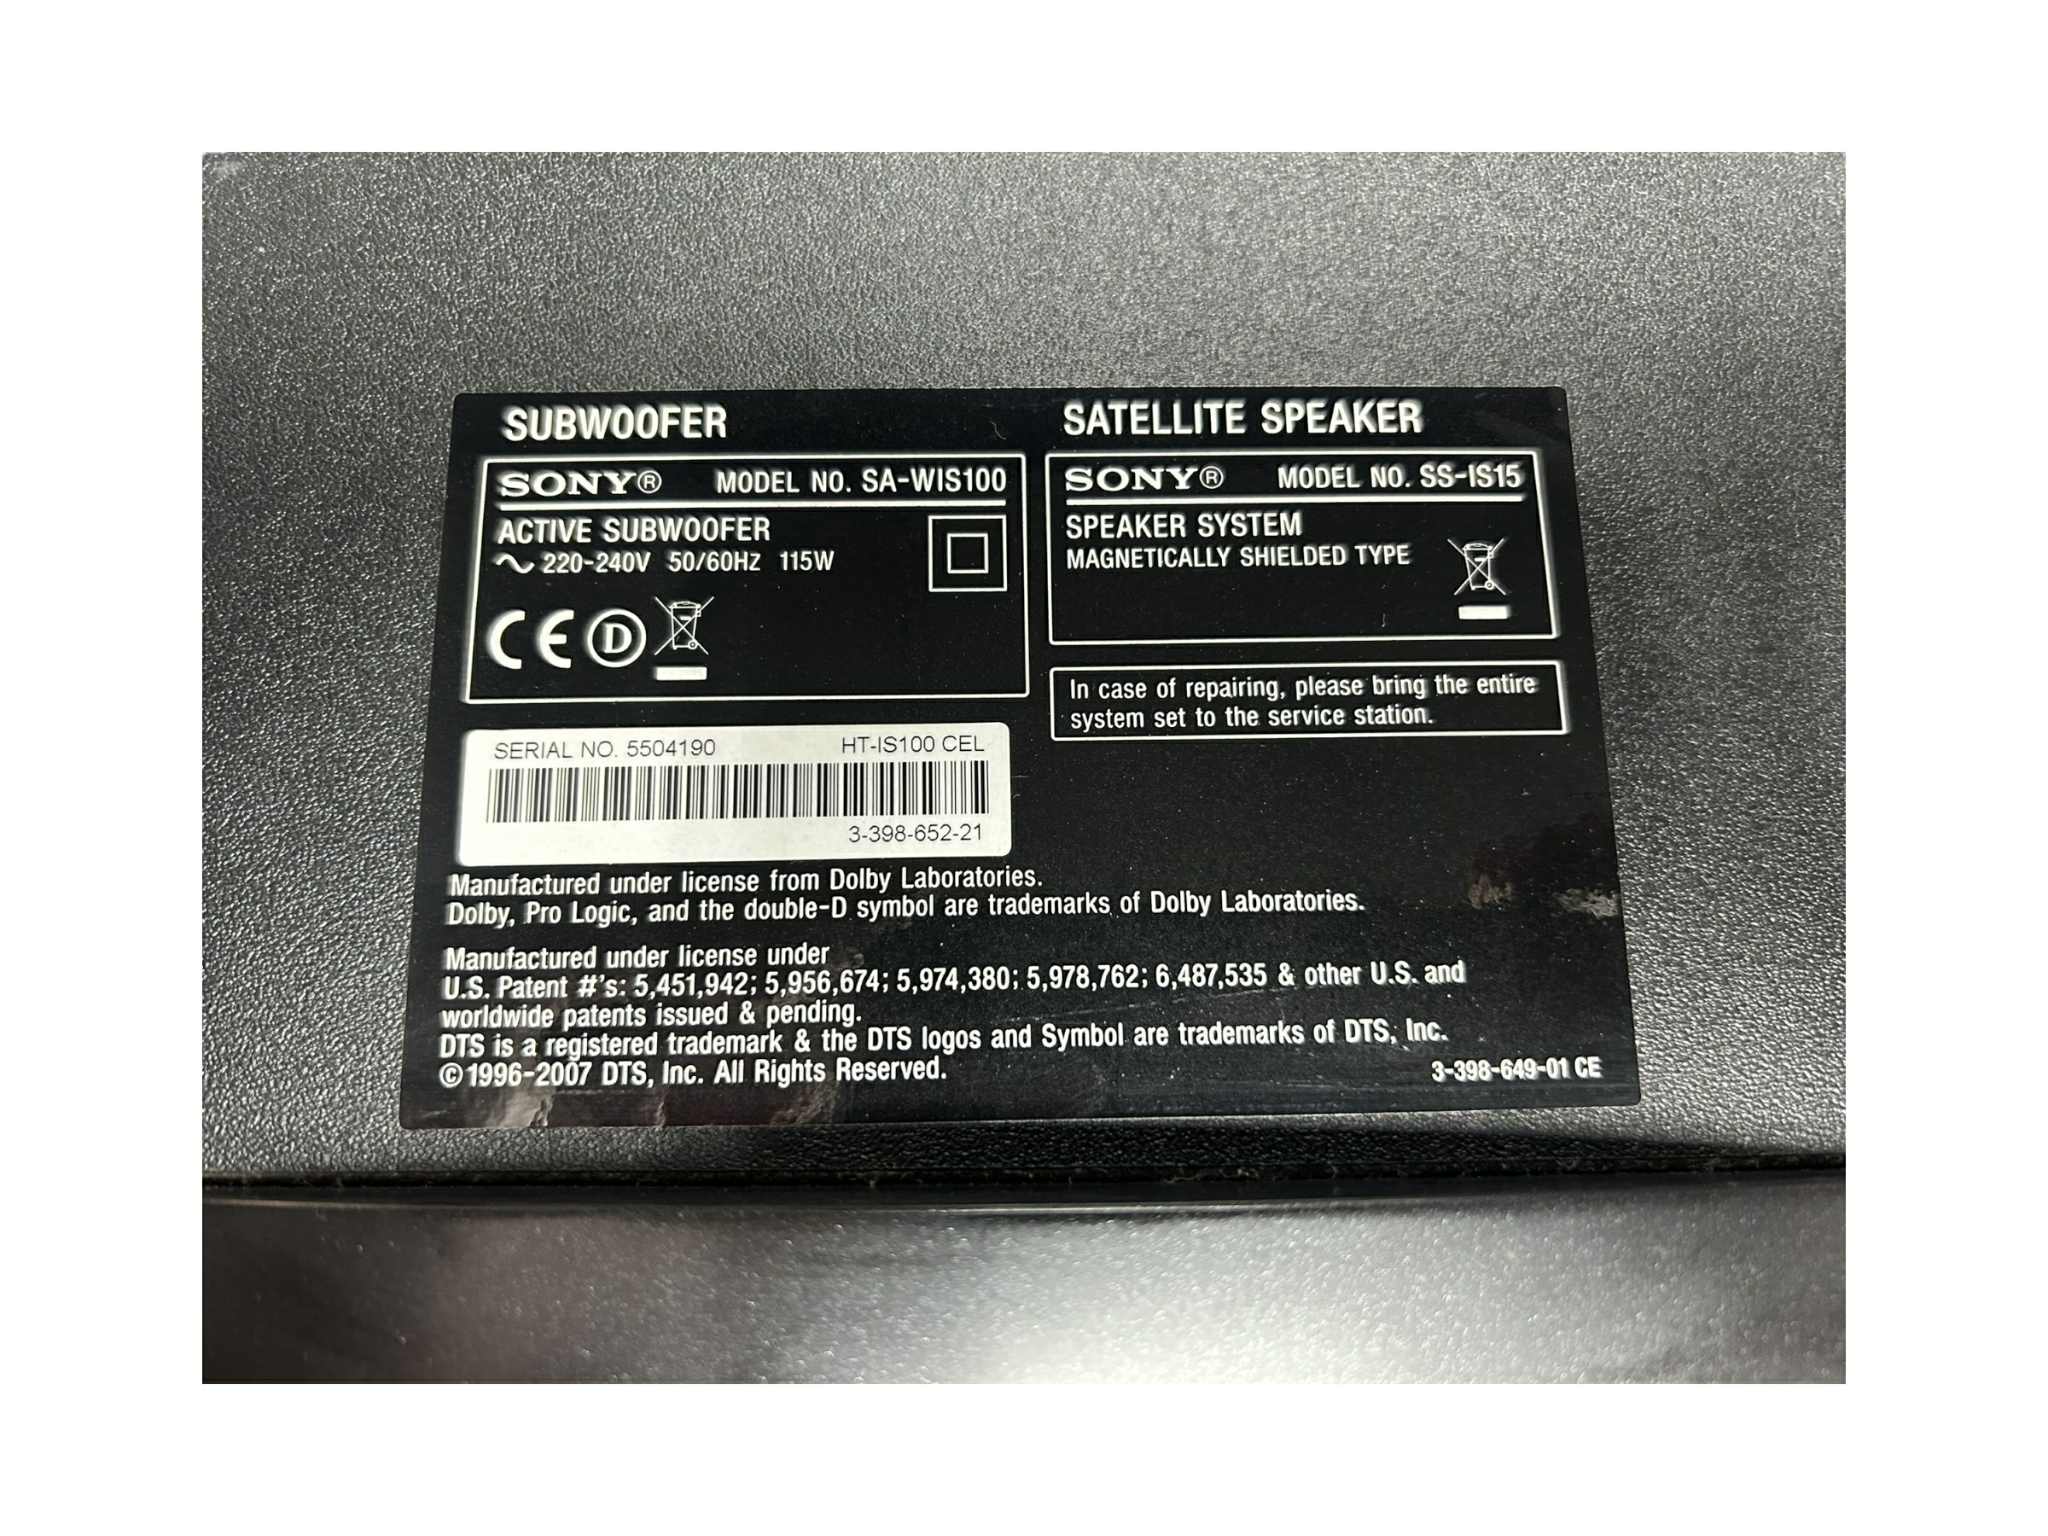 SUBWOOFER
SONY® MODEL NO. SA-WIS100
ACTIVE SUBWOOFER
~ 220-240V 50/60HZ 115W
CE D
SERIAL NO. 5504190 HT-IS100 CEL
3-398-652-21
SATELLITE SPEAKER
SONY® MODEL NO. SS-IS15
SPEAKER SYSTEM
MAGNETICALLY SHIELDED TYPE
In case of repairing, please bring the entire
system set to the service station.
Manufactured under license from Dolby Laboratories.
Dolby, Pro Logic, and the double-D symbol are trademarks of Dolby Laboratories.
Manufactured under license under
U.S. Patent #'s: 5,451,942; 5,956,674; 5,974,380; 5,978,762; 6,487,535 & other U.S. and
worldwide patents issued & pending.
DTS is a registered trademark & the DTS logos and Symbol are trademarks of DTS, Inc.
©1996-2007 DTS, Inc. All Rights Reserved.
3-398-649-01 CE